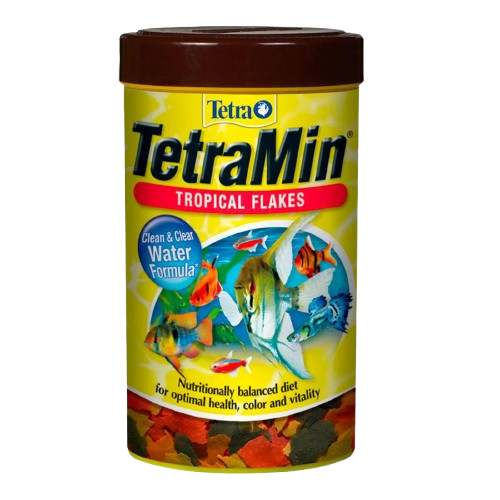 Tetra
TetraMin®
TROPICAL FLAKES
Clean & Clear
Water
Formula*
Nutritionally balanced diet
for optimal health, color and vitality